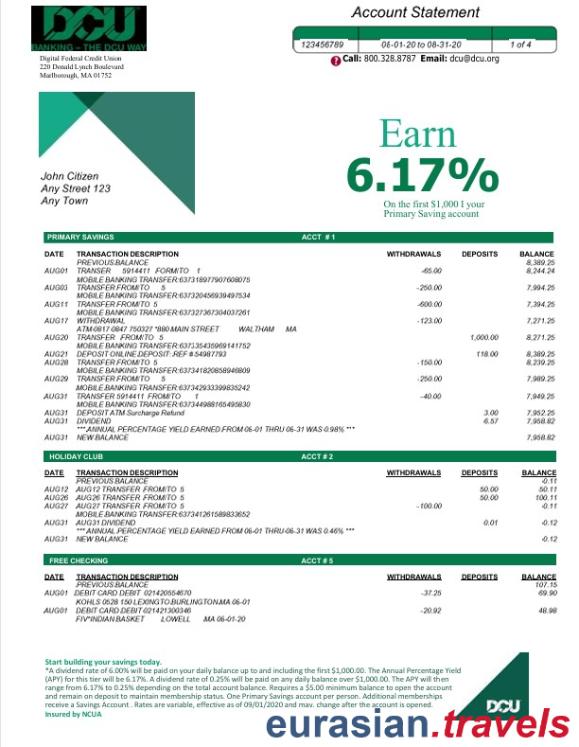 DCU
BANKING – THE DCU WAY
Digital Federal Credit Union
220 Donald Lynch Boulevard
Marlborough, MA 01752
Account Statement
123456789 06-01-20 to 08-31-20 1 of 4
? Call: 800.328.8787 Email: dcu@dcu.org
John Citizen
Any Street 123
Any Town
Earn
6.17%
On the first $1,000 I your
Primary Saving account
PRIMARY SAVINGS ACCT # 1
DATE TRANSACTION DESCRIPTION WITHDRAWALS DEPOSITS BALANCE
PREVIOUS BALANCE 8,389.25
AUG01 TRANSER 5914411 FORM/TO 1 -65.00 8,244.24
MOBILE BANKING TRANSFER:637318977907608075
AUG03 TRANSFER FROM/TO 5 -250.00 7,994.25
MOBILE BANKING TRANSFER:637320456939497534
AUG11 TRANSFER FROM/TO 5 -600.00 7,394.25
MOBILE BANKING TRANSFER:637327367304037261
AUG17 WITHDRAWAL -123.00 7,271.25
ATM-0817-0847 750327 *880 MAIN STREET WALTHAM MA
AUG20 TRANSFER FROM/TO 5 1,000.00 8,271.25
MOBILE BANKING TRANSFER:637335435969141752
AUG21 DEPOSIT ONLINE.DEPOSIT: .REF # 54987793 118.00 8,389.25
AUG28 TRANSFER.FROM/TO 5 -150.00 8,239.25
MOBILE BANKING TRANSFER:637341820858946809
AUG29 TRANSFER.FROM/TO 5 -250.00 7,989.25
MOBILE.BANKING TRANSFER:637342933399835242
AUG31 TRANSFER 5914411 FROM/TO 1 -40.00 7,949.25
MOBILE BANKING TRANSFER:637344988165495830
AUG31 DEPOSIT ATM Surcharge Refund 3.00 7,952.25
AUG31 DIVIDEND 6.57 7,958.82
*** ANNUAL PERCENTAGE YIELD EARNED FROM 06-01 THRU 06-31 WAS 0.98% ***
AUG31 NEW BALANCE 7,958.82
HOLIDAY CLUB ACCT # 2
DATE TRANSACTION DESCRIPTION WITHDRAWALS DEPOSITS BALANCE
PREVIOUS BALANCE -0.11
AUG12 AUG12 TRANSFER .FROM/TO 5 50.00 50.11
AUG26 AUG26 TRANSFER FROM/TO 5 50.00 100.11
AUG27 AUG27 TRANSFER FROM/TO 5 -100.00 -0.11
MOBILE.BANKING TRANSFER:637341261589833652
AUG31 AUG31.DIVIDEND 0.01 -0.12
*** ANNUAL.PERCENTAGE YIELD EARNED FROM 06-01 THRU-06-31 WAS 0.46% ***
AUG31 NEW BALANCE -0.12
FREE CHECKING ACCT # 5
DATE TRANSACTION DESCRIPTION WITHDRAWALS DEPOSITS BALANCE
.PREVIOUS BALANCE 107.15
AUG01 DEBIT CARD.DEBIT 021420554670 -37.25 69.90
KOHLS 0528 150 LEXINGTO BURLINGTON.MA 06-01
AUG01 DEBIT CARD.DEBIT 021421300346 -20.92 48.98
FIV*INDIAN BASKET LOWELL MA 06-01-20
Start building your savings today.
*A dividend rate of 6.00% will be paid on your daily balance up to and including the first $1,000.00. The Annual Percentage Yield
(APY) for this tier will be 6.17%. A dividend rate of 0.25% will be paid on any daily balance over $1,000.00. The APY will then
range from 6.17% to 0.25% depending on the total account balance. Requires a $5.00 minimum balance to open the account
and remain on deposit to maintain membership status. One Primary Savings account per person. Additional memberships
receive a Savings Account . Rates are variable, effective as of 09/01/2020 and mav. change after the account is opened.
Insured by NCUA
DCU
eurasian.travels